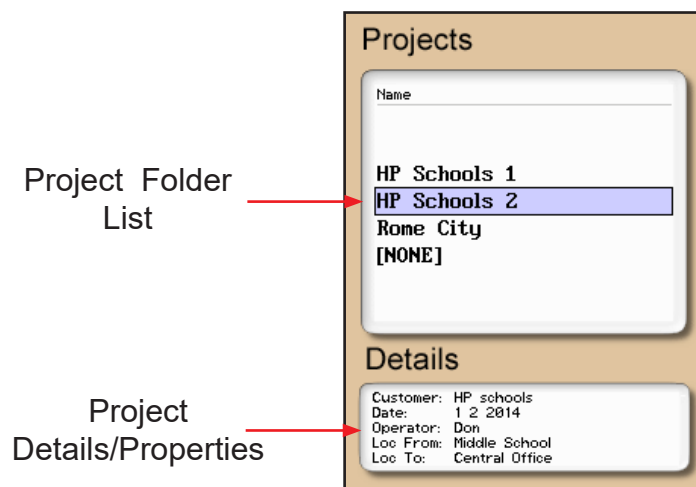 Projects
Name
HP Schools 1
Project Folder
List
HP Schools 2
Rome City
[NONE]
Details
Project
Details/Properties
Customer: HP schools
Date: 1 2 2014
Operator: Don
Loc From: Middle School
Loc To: Central Office